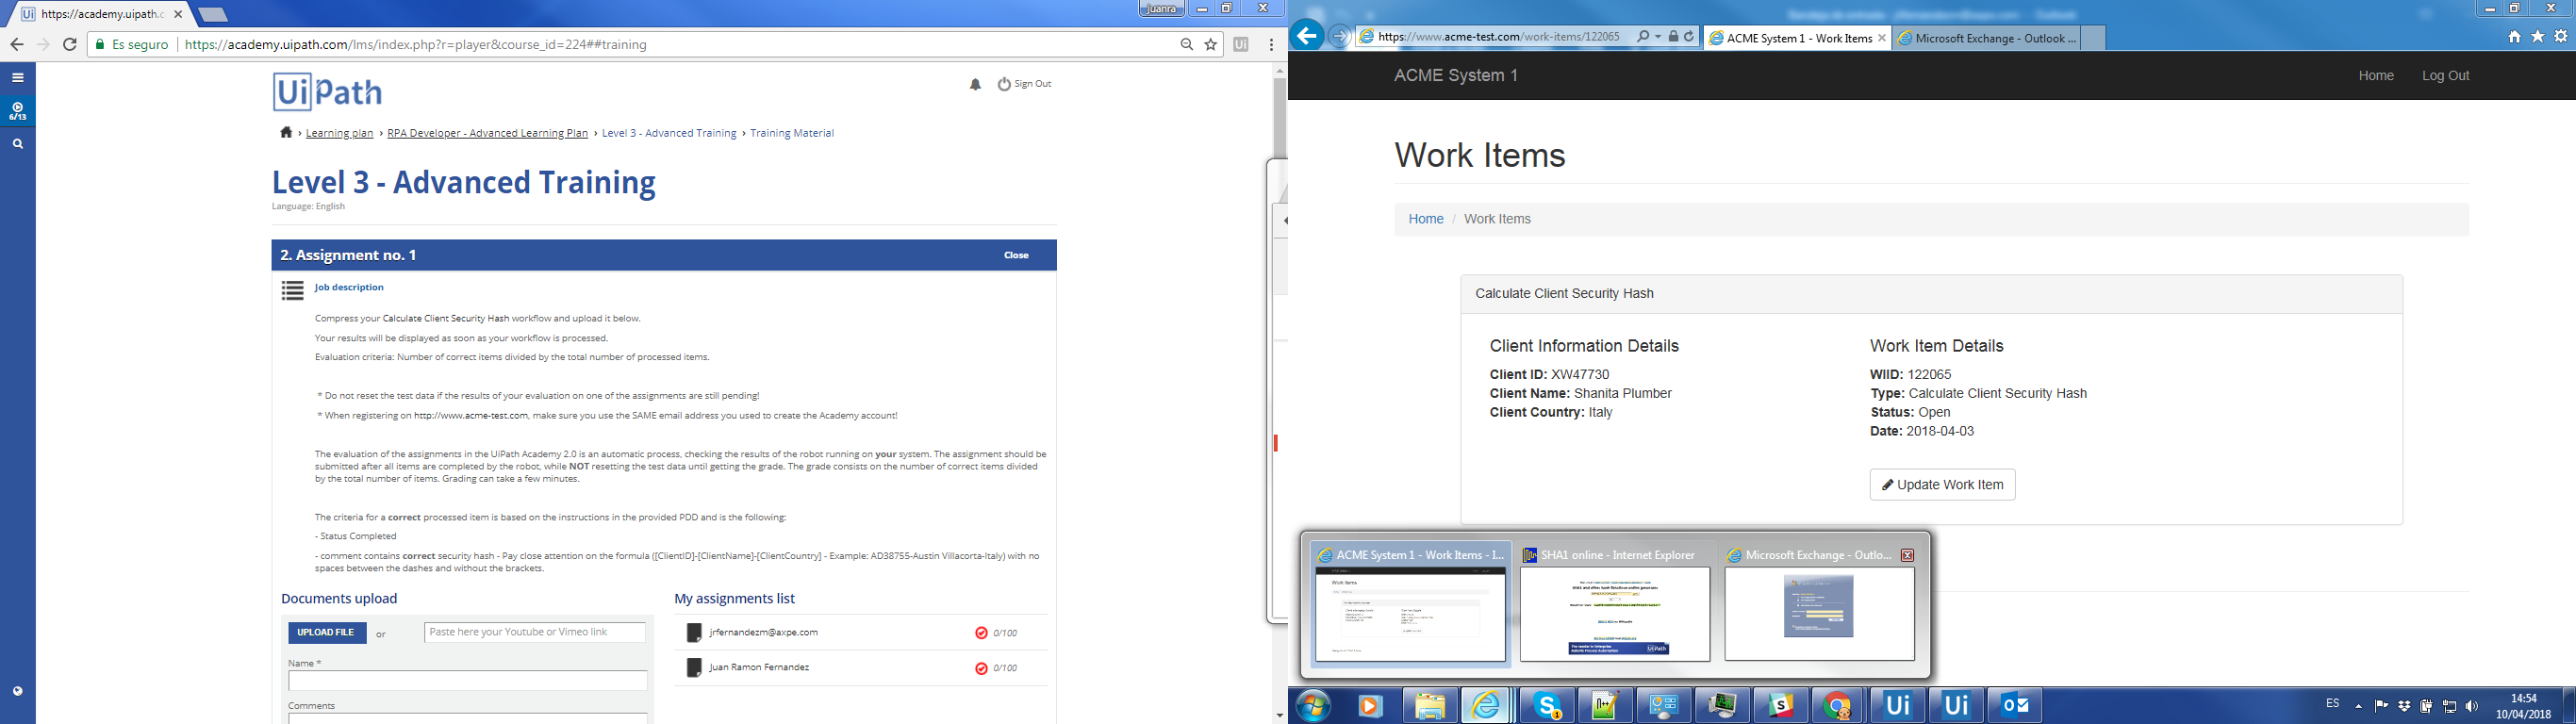 https://academy.uipath.c
juanra
Es seguro
https://academy.uipath.com/lms/index.php?r=player&course_id=224##training
6/13
UiPath
Sign Out
› Learning plan › RPA Developer - Advanced Learning Plan › Level 3 - Advanced Training › Training Material
Level 3 - Advanced Training
Language: English
2. Assignment no. 1
Close
Job description
Compress your Calculate Client Security Hash workflow and upload it below.
Your results will be displayed as soon as your workflow is processed.
Evaluation criteria: Number of correct items divided by the total number of processed items.
* Do not reset the test data if the results of your evaluation on one of the assignments are still pending!
* When registering on http://www.acme-test.com, make sure you use the SAME email address you used to create the Academy account!
The evaluation of the assignments in the UiPath Academy 2.0 is an automatic process, checking the results of the robot running on your system. The assignment should be
submitted after all items are completed by the robot, while NOT resetting the test data until getting the grade. The grade consists on the number of correct items divided
by the total number of items. Grading can take a few minutes.
The criteria for a correct processed item is based on the instructions in the provided PDD and is the following:
- Status Completed
- comment contains correct security hash - Pay close attention on the formula ([ClientID]-[ClientName]-[ClientCountry] - Example: AD38755-Austin Villacorta-Italy) with no
spaces between the dashes and without the brackets.
Documents upload
UPLOAD FILE
or
Paste here your Youtube or Vimeo link
Name *
Comments
My assignments list
jrfernandezm@axpe.com
0/100
Juan Ramon Fernandez
0/100
https://www.acme-test.com/work-items/122065
ACME System 1 - Work Items
Microsoft Exchange - Outlook ...
ACME System 1
Home
Log Out
Work Items
Home / Work Items
Calculate Client Security Hash
Client Information Details
Client ID: XW47730
Client Name: Shanita Plumber
Client Country: Italy
Work Item Details
WIID: 122065
Type: Calculate Client Security Hash
Status: Open
Date: 2018-04-03
Update Work Item
ACME System 1 - Work Items - I...
SHA1 online - Internet Explorer
Microsoft Exchange - Outlo...
ES
14:54
10/04/2018